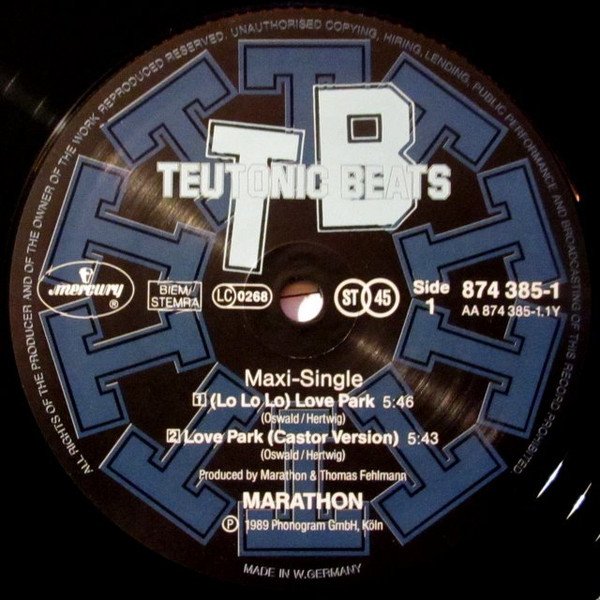 ALL RIGHTS OF THE PRODUCER AND OF THE OWNER OF THE WORK REPRODUCED RESERVED. UNAUTHORISED COPYING, HIRING, LENDING, PUBLIC PERFORMANCE AND BROADCASTING OF THIS RECORD PROHIBITED
TB
TEUTONIC BEATS
mercury ®
BIEM/
STEMRA
LC 0268
ST 45
Side
1
874 385-1
AA 874 385-1.1Y
Maxi-Single
1 (Lo Lo Lo) Love Park 5:46
(Oswald/Hertwig)
2 Love Park (Castor Version) 5:43
(Oswald/Hertwig)
Produced by Marathon & Thomas Fehlmann
MARATHON
Ⓟ 1989 Phonogram GmbH, Köln
MADE IN W.GERMANY